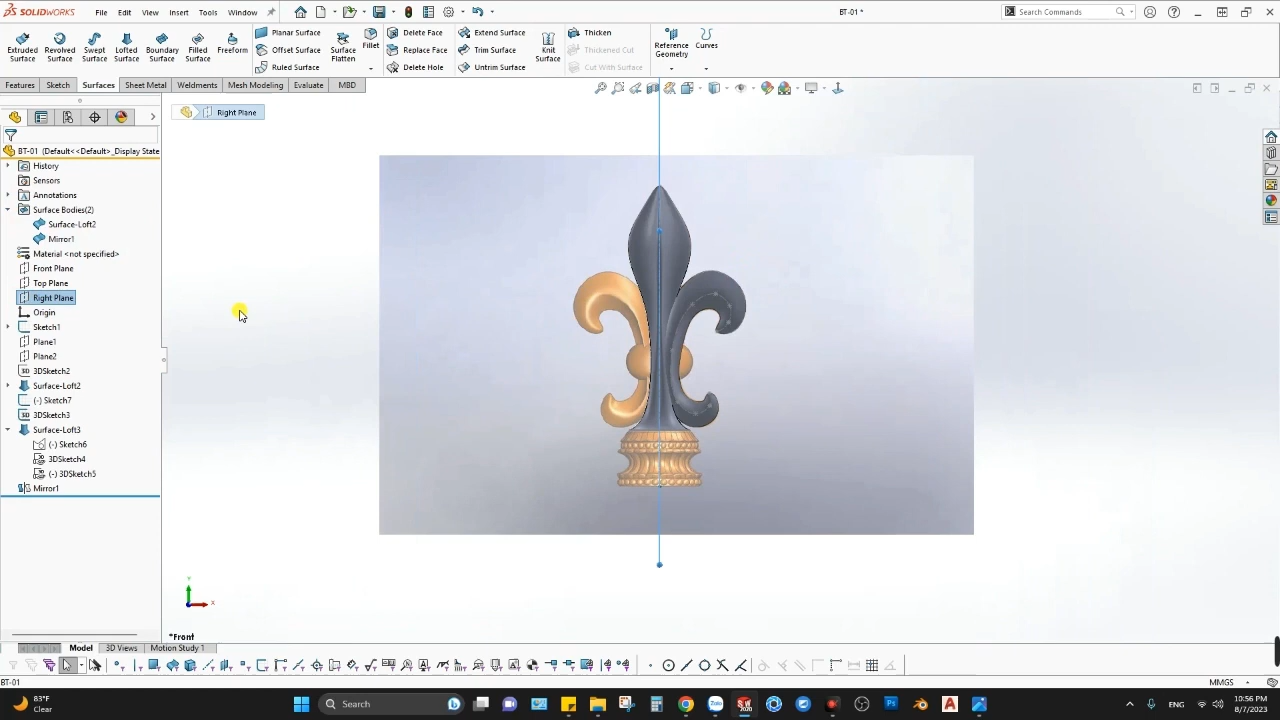 SOLIDWORKS File Edit View Insert Tools Window BT-01 * Search Commands
Extruded Surface
Revolved Surface
Swept Surface
Lofted Surface
Boundary Surface
Filled Surface
Freeform
Planar Surface
Offset Surface
Ruled Surface
Surface Flatten
Fillet
Delete Face
Replace Face
Delete Hole
Extend Surface
Trim Surface
Untrim Surface
Knit Surface
Thicken
Thickened Cut
Cut With Surface
Reference Geometry
Curves
Features Sketch Surfaces Sheet Metal Weldments Mesh Modeling Evaluate MBD
Right Plane
BT-01 (Default<<Default>_Display State
History
Sensors
Annotations
Surface Bodies(2)
Surface-Loft2
Mirror1
Material <not specified>
Front Plane
Top Plane
Right Plane
Origin
Sketch1
Plane1
Plane2
3DSketch2
Surface-Loft2
(-) Sketch7
3DSketch3
Surface-Loft3
(-) Sketch6
3DSketch4
(-) 3DSketch5
Mirror1
Y
X
*Front
Model 3D Views Motion Study 1
BT-01
MMGS
83°F
Clear
Search
ENG
10:56 PM
8/7/2023